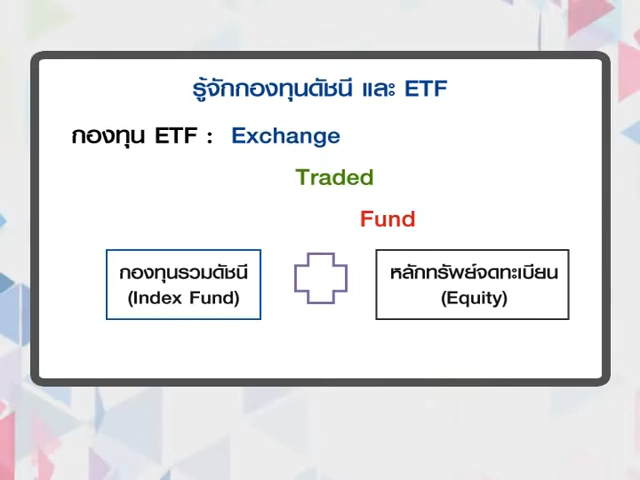 รู้จักกองทุนดัชนี และ ETF
กองทุน ETF : Exchange
Traded
Fund
กองทุนรวมดัชนี
(Index Fund)
หลักทรัพย์จดทะเบียน
(Equity)